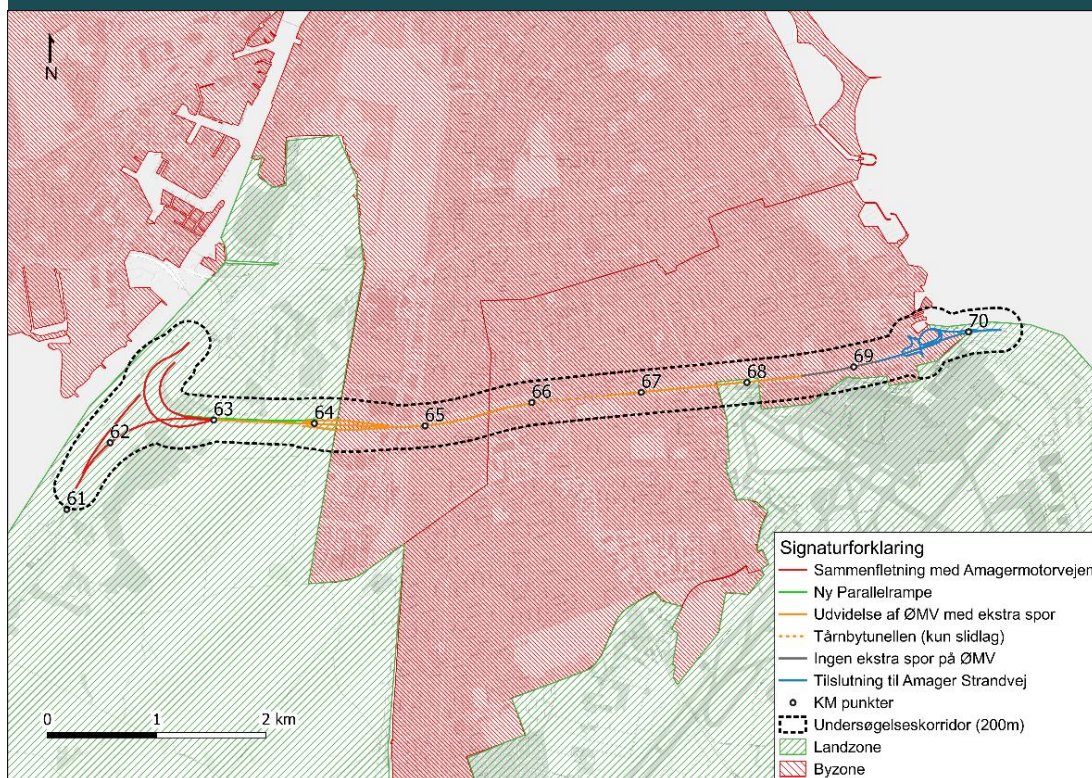 N
61
62
63
64
65
66
67
68
69
70
0 1 2 km
Signaturforklaring
Sammenfletning med Amagermotorvejen
Ny Parallelrampe
Udvidelse af ØMV med ekstra spor
Tårnbytunellen (kun slidlag)
Ingen ekstra spor på ØMV
Tilslutning til Amager Strandvej
KM punkter
Undersøgelseskorridor (200m)
Landzone
Byzone